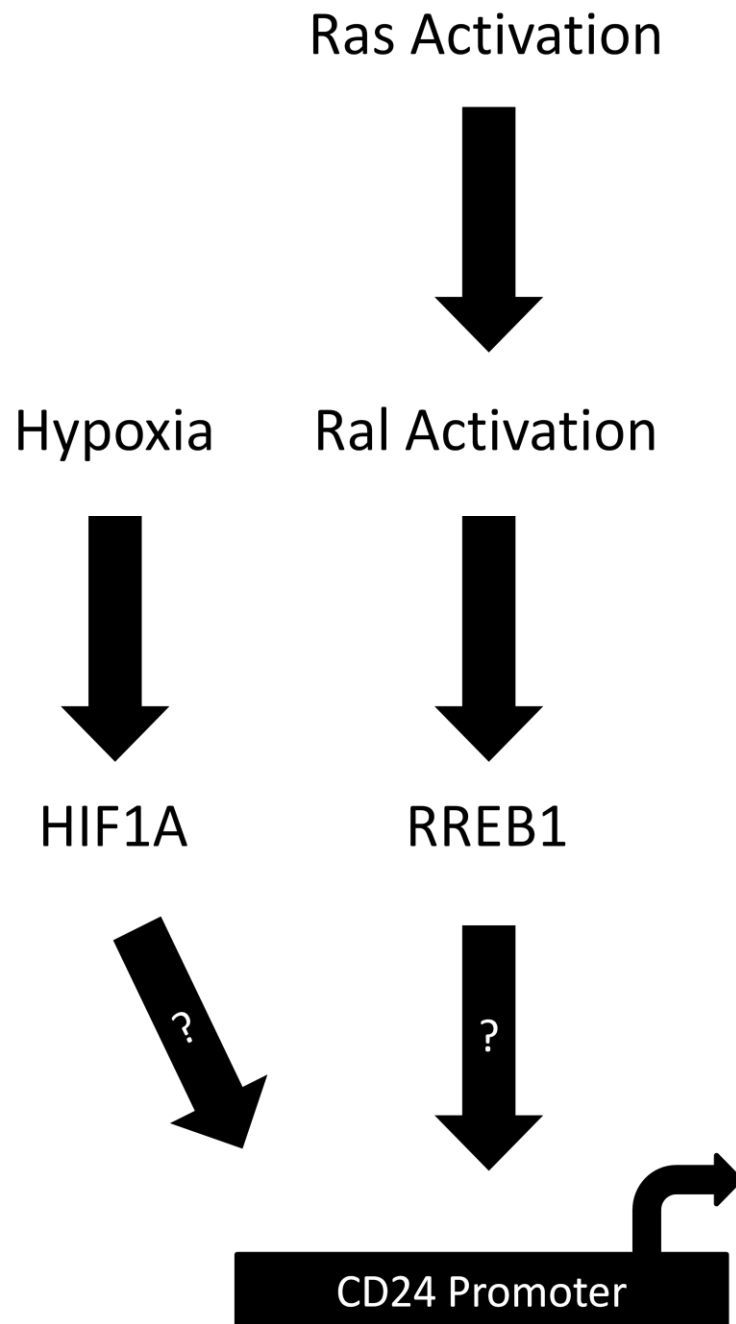 Ras Activation
Hypoxia
Ral Activation
HIF1A
RREB1
?
?
CD24 Promoter